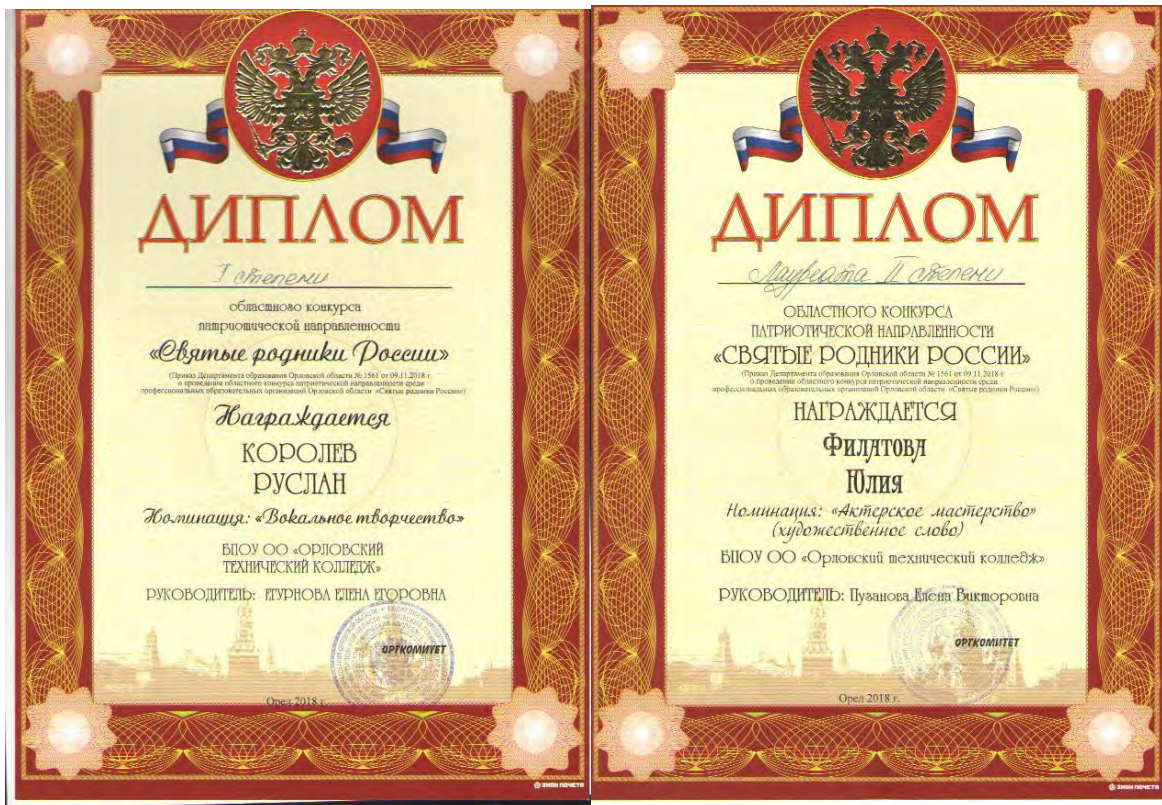 ДИПЛОМ
I степени
областного конкурса
патриотической направленности
«Святые родники России»
(Приказ Департамента образования Орловской области № 1561 от 09.11.2018 г.
о проведении областного конкурса патриотической направленности среди
профессиональных образовательных организаций Орловской области «Святые родники России»)
Награждается
КОРОЛЕВ
РУСЛАН
Номинация: «Вокальное творчество»
БПОУ ОО «ОРЛОВСКИЙ
ТЕХНИЧЕСКИЙ КОЛЛЕДЖ»
РУКОВОДИТЕЛЬ: ЕГУРНОВА ЕЛЕНА ЕГОРОВНА
ОРГКОМИТЕТ
Орел 2018 г.
ЗНАК ПОЧЕТА
ДИПЛОМ
Лауреата II степени
ОБЛАСТНОГО КОНКУРСА
ПАТРИОТИЧЕСКОЙ НАПРАВЛЕННОСТИ
«СВЯТЫЕ РОДНИКИ РОССИИ»
(Приказ Департамента образования Орловской области № 1561 от 09.11.2018 г
о проведении областного конкурса патриотической направленности среди
профессиональных образовательных организаций Орловской области «Святые родники России»)
НАГРАЖДАЕТСЯ
Филатова
Юлия
Номинация: «Актерское мастерство»
(художественное слово)
БПОУ ОО «Орловский технический колледж»
РУКОВОДИТЕЛЬ: Пузанова Елена Викторовна
ОРГКОМИТЕТ
Орел 2018 г.
ЗНАК ПОЧЕТА